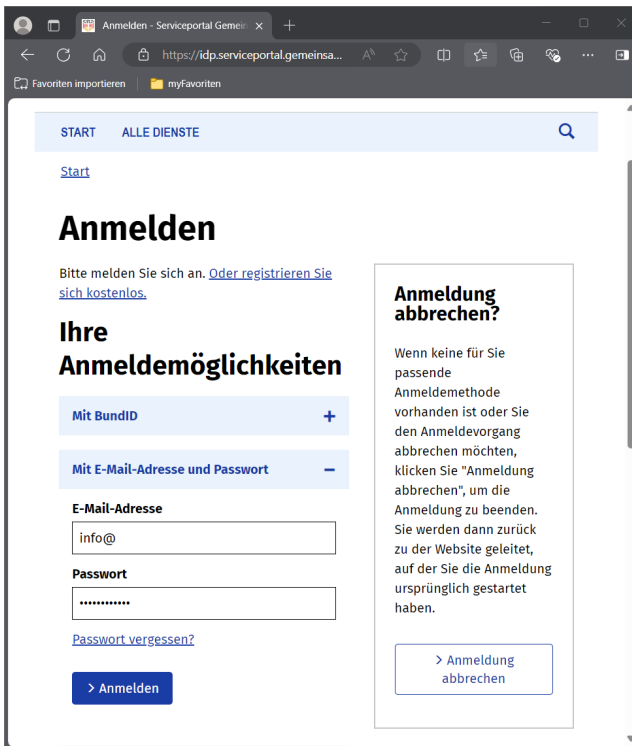 Anmelden - Serviceportal Gemein
https://idp.serviceportal.gemeinsa...
Favoriten importieren
myFavoriten
START ALLE DIENSTE
Start
Anmelden
Bitte melden Sie sich an. Oder registrieren Sie
sich kostenlos.
Ihre
Anmeldemöglichkeiten
Mit BundID
Mit E-Mail-Adresse und Passwort
E-Mail-Adresse
info@
Passwort
Passwort vergessen?
> Anmelden
Anmeldung
abbrechen?
Wenn keine für Sie
passende
Anmeldemethode
vorhanden ist oder Sie
den Anmeldevorgang
abbrechen möchten,
klicken Sie "Anmeldung
abbrechen", um die
Anmeldung zu beenden.
Sie werden dann zurück
zu der Website geleitet,
auf der Sie die Anmeldung
ursprünglich gestartet
haben.
> Anmeldung
abbrechen